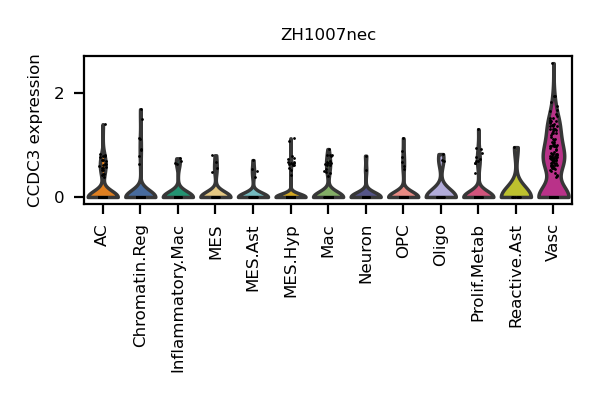 ZH1007nec
CCDC3 expression
2
0
AC
Chromatin.Reg
Inflammatory.Mac
MES
MES.Ast
MES.Hyp
Mac
Neuron
OPC
Oligo
Prolif.Metab
Reactive.Ast
Vasc